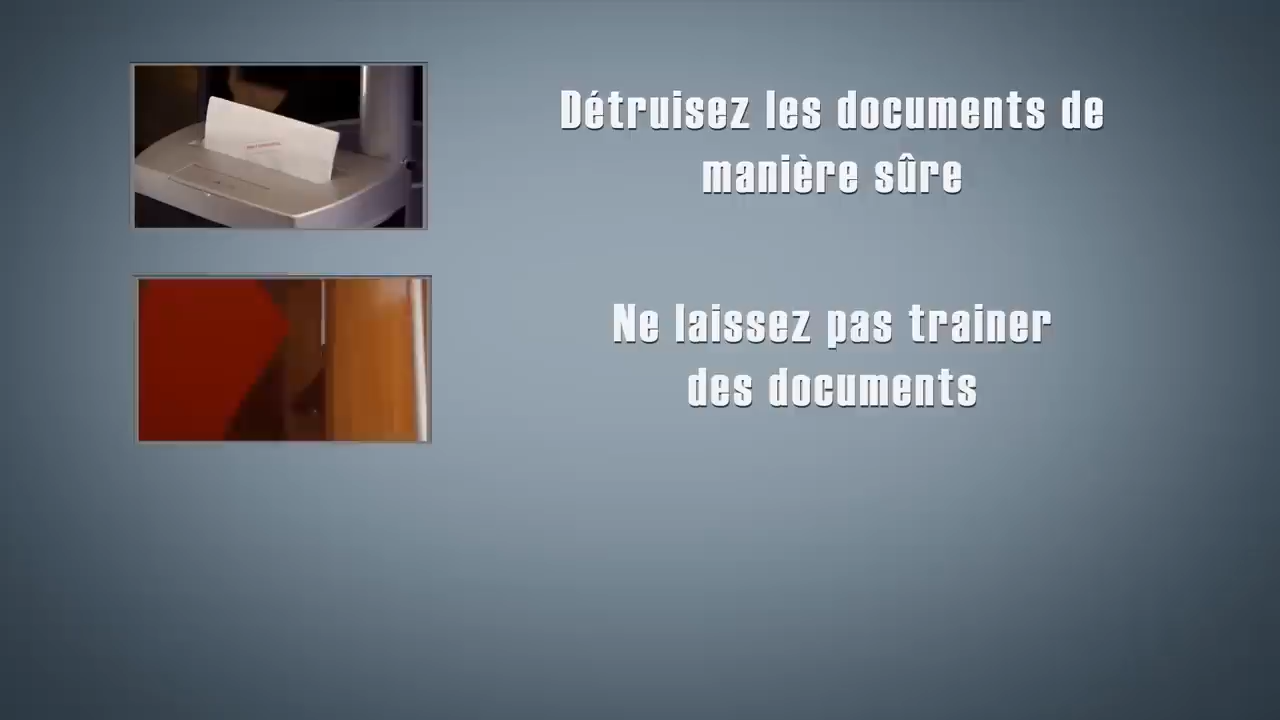 Détruisez les documents de
manière sûre
Ne laissez pas trainer
des documents